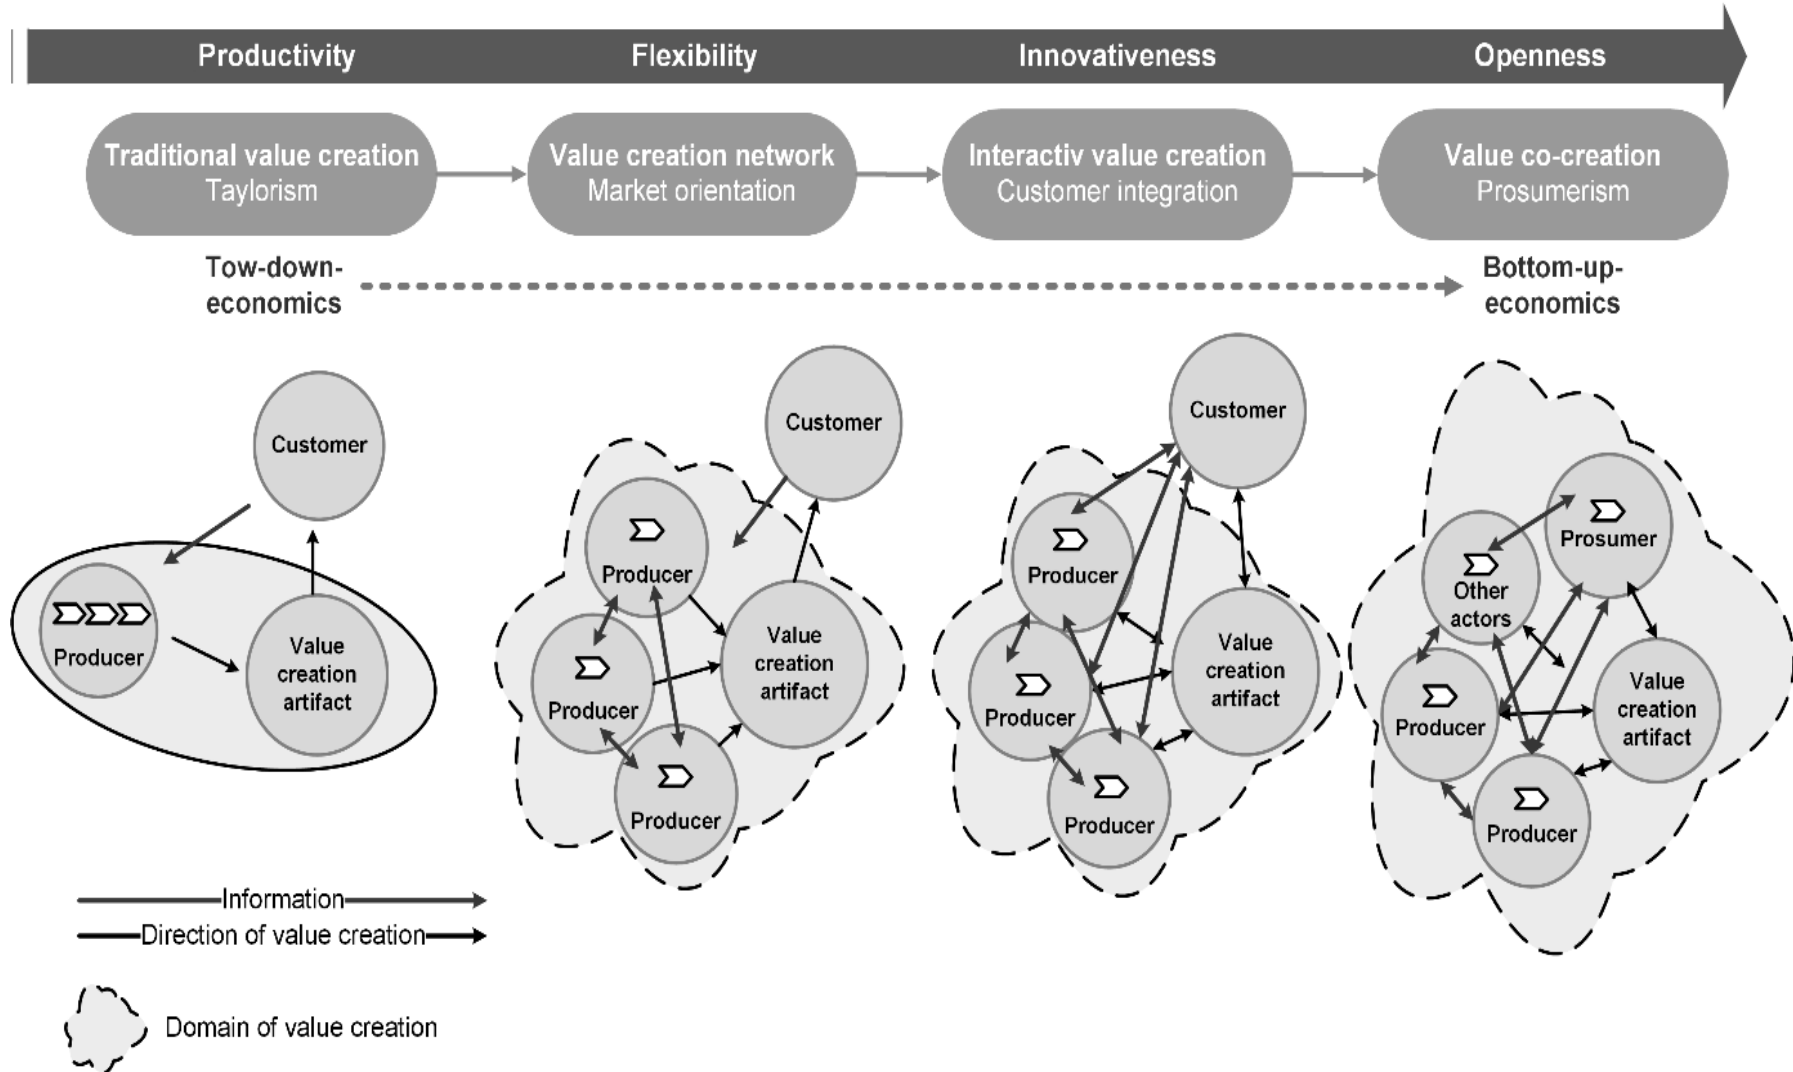 Productivity
Flexibility
Innovativeness
Openness
Traditional value creation
Taylorism
Value creation network
Market orientation
Interactiv value creation
Customer integration
Value co-creation
Prosumerism
Tow-down-
economics
Bottom-up-
economics
Customer
Producer
Value
creation
artifact
Customer
Producer
Producer
Producer
Value
creation
artifact
Customer
Producer
Producer
Producer
Value
creation
artifact
Prosumer
Other
actors
Producer
Producer
Value
creation
artifact
Information
Direction of value creation
Domain of value creation